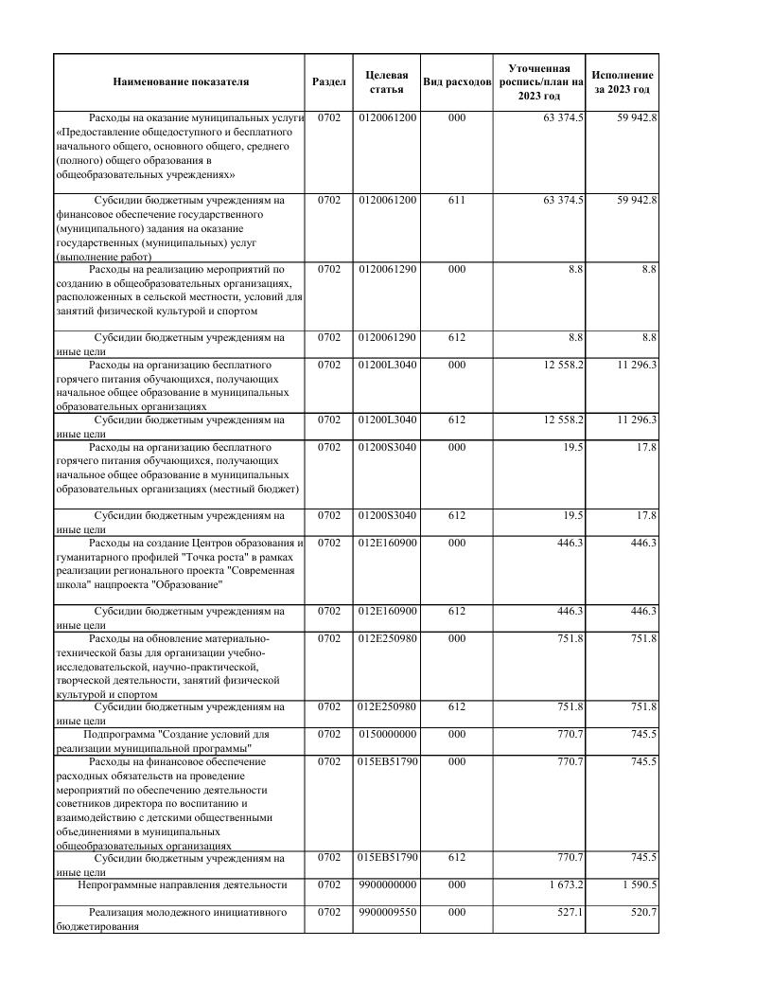 Наименование показателя Раздел Целевая статья Вид расходов Уточненная роспись/план на 2023 год Исполнение за 2023 год
Расходы на оказание муниципальных услуги 0702 0120061200 000 63 374.5 59 942.8
«Предоставление общедоступного и бесплатного
начального общего, основного общего, среднего
(полного) общего образования в
общеобразовательных учреждениях»
Субсидии бюджетным учреждениям на 0702 0120061200 611 63 374.5 59 942.8
финансовое обеспечение государственного
(муниципального) задания на оказание
государственных (муниципальных) услуг
(выполнение работ)
Расходы на реализацию мероприятий по 0702 0120061290 000 8.8 8.8
созданию в общеобразовательных организациях,
расположенных в сельской местности, условий для
занятий физической культурой и спортом
Субсидии бюджетным учреждениям на 0702 0120061290 612 8.8 8.8
иные цели
Расходы на организацию бесплатного 0702 01200L3040 000 12 558.2 11 296.3
горячего питания обучающихся, получающих
начальное общее образование в муниципальных
образовательных организациях
Субсидии бюджетным учреждениям на 0702 01200L3040 612 12 558.2 11 296.3
иные цели
Расходы на организацию бесплатного 0702 01200S3040 000 19.5 17.8
горячего питания обучающихся, получающих
начальное общее образование в муниципальных
образовательных организациях (местный бюджет)
Субсидии бюджетным учреждениям на 0702 01200S3040 612 19.5 17.8
иные цели
Расходы на создание Центров образования и 0702 012E160900 000 446.3 446.3
гуманитарного профилей "Точка роста" в рамках
реализации регионального проекта "Современная
школа" нацпроекта "Образование"
Субсидии бюджетным учреждениям на 0702 012E160900 612 446.3 446.3
иные цели
Расходы на обновление материально- 0702 012E250980 000 751.8 751.8
технической базы для организации учебно-
исследовательской, научно-практической,
творческой деятельности, занятий физической
культурой и спортом
Субсидии бюджетным учреждениям на 0702 012E250980 612 751.8 751.8
иные цели
Подпрограмма "Создание условий для 0702 0150000000 000 770.7 745.5
реализации муниципальной программы"
Расходы на финансовое обеспечение 0702 015EB51790 000 770.7 745.5
расходных обязательств на проведение
мероприятий по обеспечению деятельности
советников директора по воспитанию и
взаимодействию с детскими общественными
объединениями в муниципальных
общеобразовательных организациях
Субсидии бюджетным учреждениям на 0702 015EB51790 612 770.7 745.5
иные цели
Непрограммные направления деятельности 0702 9900000000 000 1 673.2 1 590.5
Реализация молодежного инициативного 0702 9900009550 000 527.1 520.7
бюджетирования